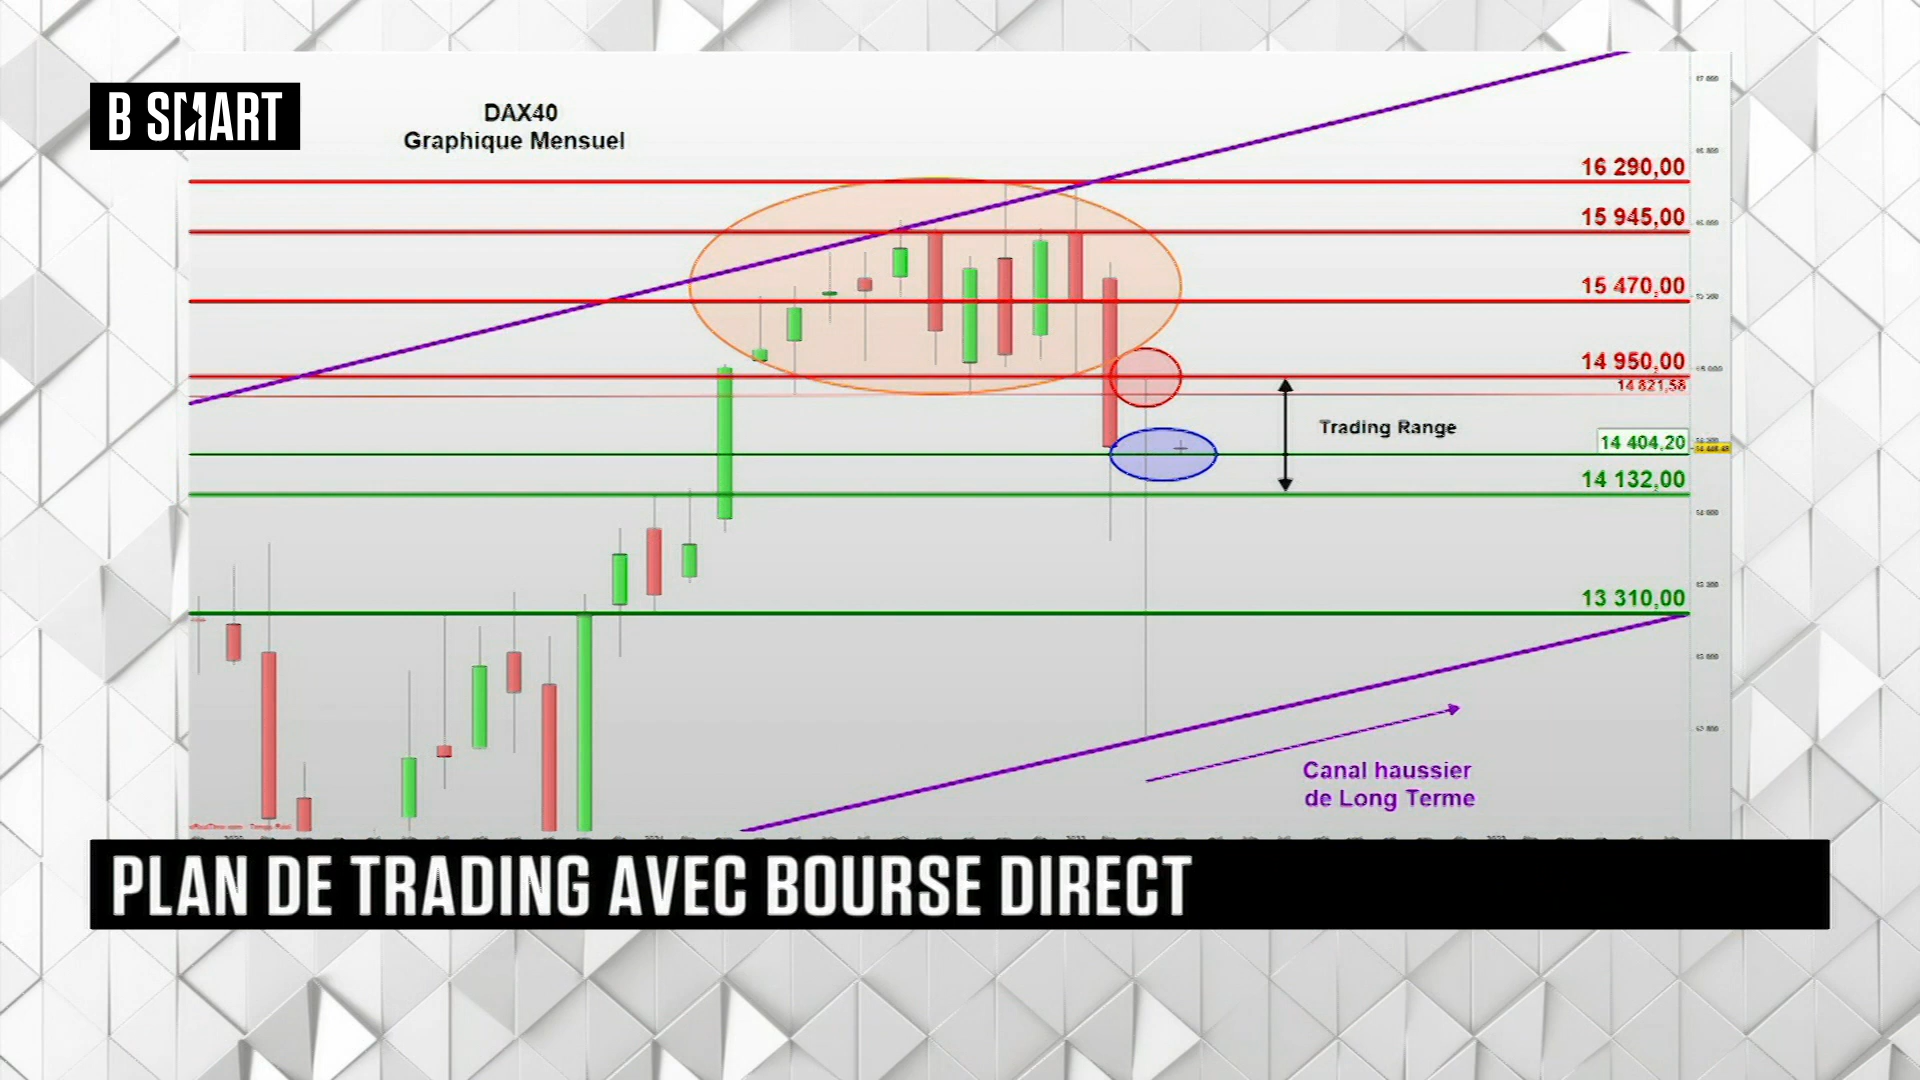 B SMART
DAX40
Graphique Mensuel
16 290,00
15 945,00
15 470,00
14 950,00
14 821,58
Trading Range
14 404,20
14 132,00
13 310,00
Canal haussier
de Long Terme
PLAN DE TRADING AVEC BOURSE DIRECT